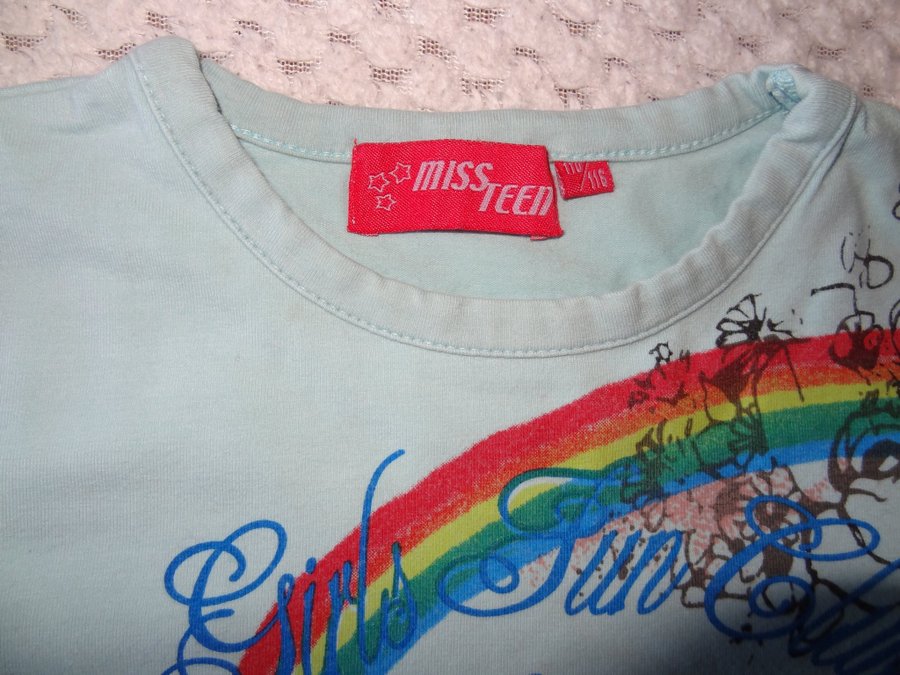 MISS
TEEN
110
/116
Girls Fun